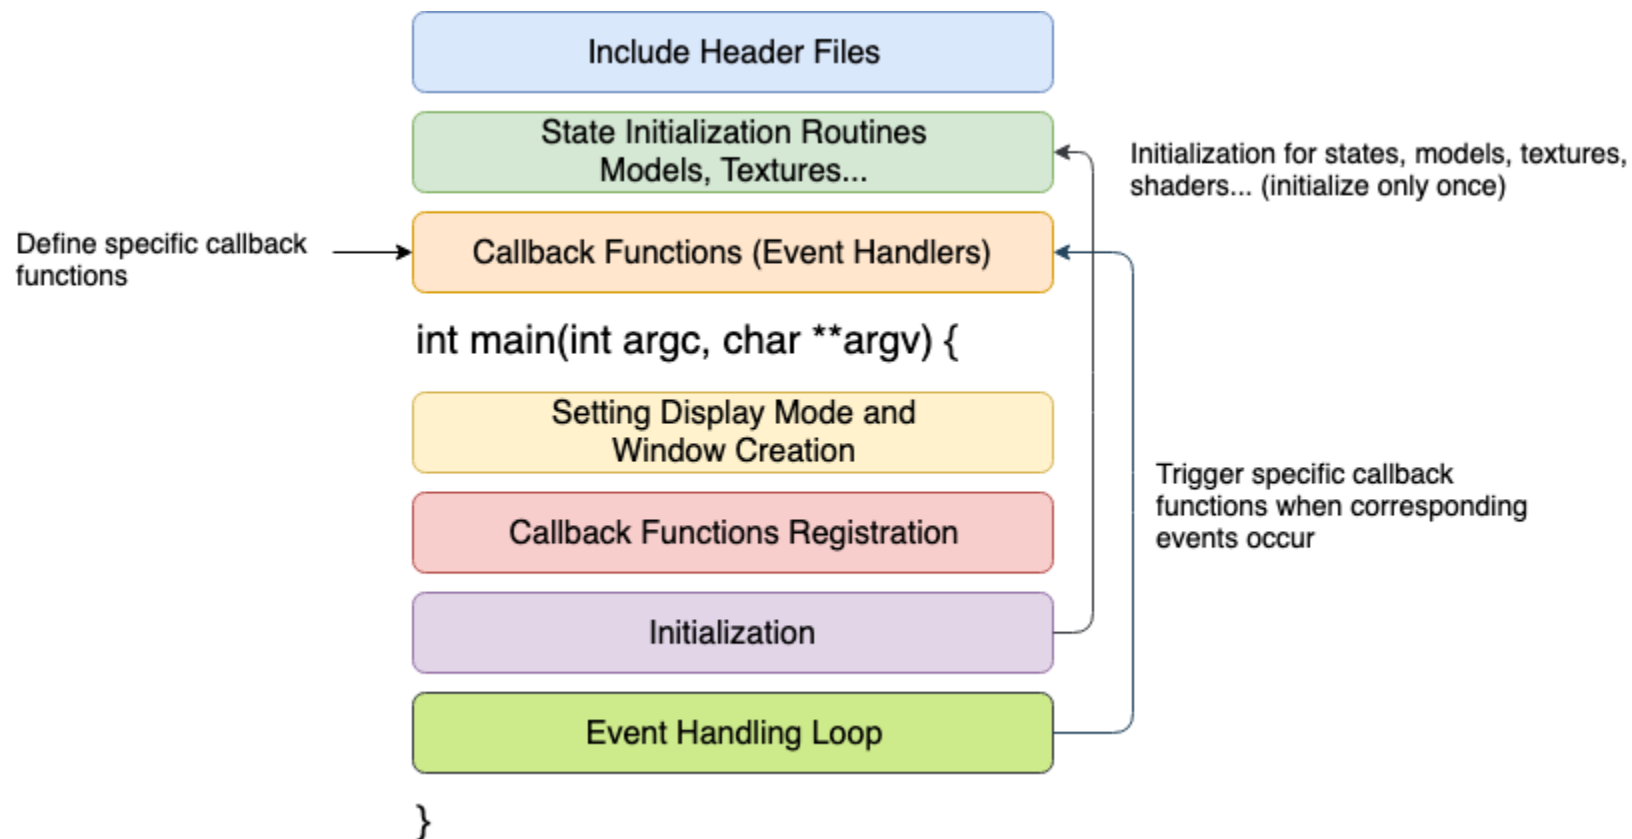 Include Header Files
State Initialization Routines
Models, Textures...
Initialization for states, models, textures,
shaders... (initialize only once)
Define specific callback
functions
Callback Functions (Event Handlers)
int main(int argc, char **argv) {
Setting Display Mode and
Window Creation
Trigger specific callback
functions when corresponding
events occur
Callback Functions Registration
Initialization
Event Handling Loop
}